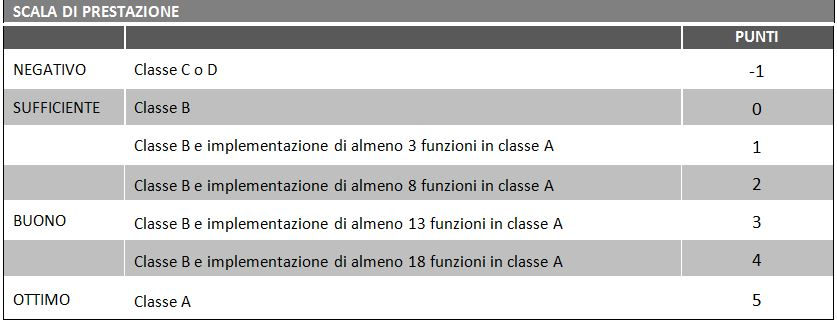 SCALA DI PRESTAZIONE
PUNTI
NEGATIVO Classe C o D -1
SUFFICIENTE Classe B 0
Classe B e implementazione di almeno 3 funzioni in classe A 1
Classe B e implementazione di almeno 8 funzioni in classe A 2
BUONO Classe B e implementazione di almeno 13 funzioni in classe A 3
Classe B e implementazione di almeno 18 funzioni in classe A 4
OTTIMO Classe A 5